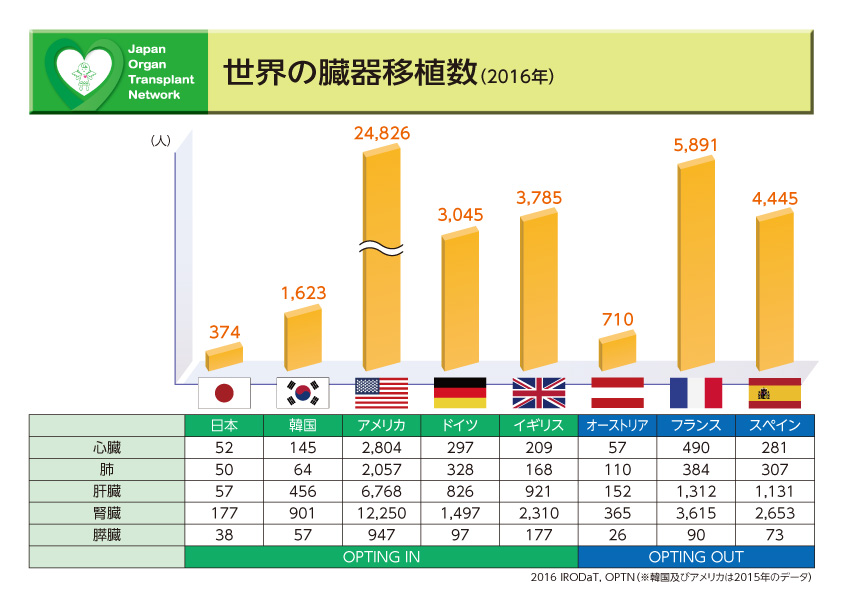 Japan
Organ
Transplant
Network
世界の臓器移植数(2016年)
(人)
374
1,623
24,826
3,045
3,785
710
5,891
4,445
日本 韓国 アメリカ ドイツ イギリス オーストリア フランス スペイン
心臓 52 145 2,804 297 209 57 490 281
肺 50 64 2,057 328 168 110 384 307
肝臓 57 456 6,768 826 921 152 1,312 1,131
腎臓 177 901 12,250 1,497 2,310 365 3,615 2,653
膵臓 38 57 947 97 177 26 90 73
OPTING IN OPTING OUT
2016 IRODaT, OPTN(※韓国及びアメリカは2015年のデータ)